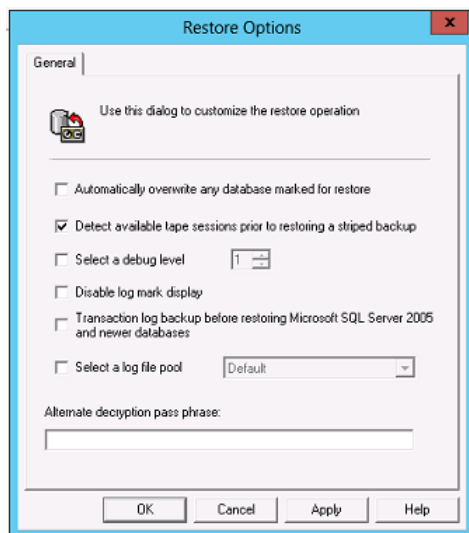 Restore Options
x
General
Use this dialog to customize the restore operation
Automatically overwrite any database marked for restore
Detect available tape sessions prior to restoring a striped backup
Select a debug level 1
Disable log mark display
Transaction log backup before restoring Microsoft SQL Server 2005
and newer databases
Select a log file pool Default
Alternate decryption pass phrase:
OK Cancel Apply Help